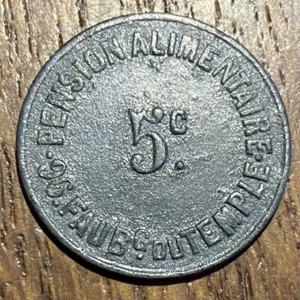 PENSION ALIMENTAIRE
5c.
96. FAUBG DU TEMPLE